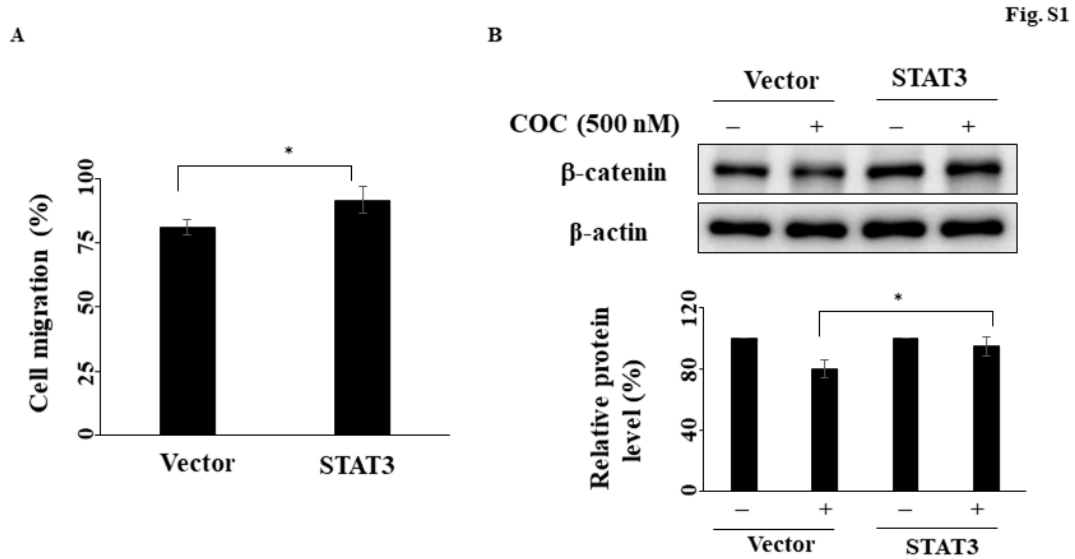 Fig. S1
A
*
Cell migration (%)
100
75
50
25
0
Vector STAT3
B
Vector STAT3
COC (500 nM) – + – +
β-catenin
β-actin
*
Relative protein
level (%)
120
80
40
0
– + – +
Vector STAT3